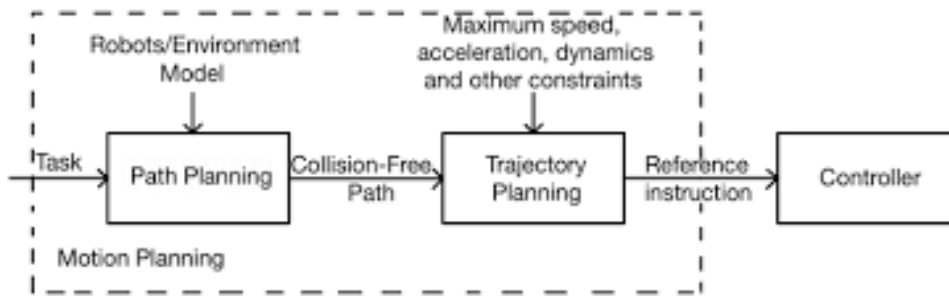 Robots/Environment
Model
Maximum speed,
acceleration, dynamics
and other constraints
Task
Path Planning
Collision-Free
Path
Trajectory
Planning
Reference
instruction
Controller
Motion Planning